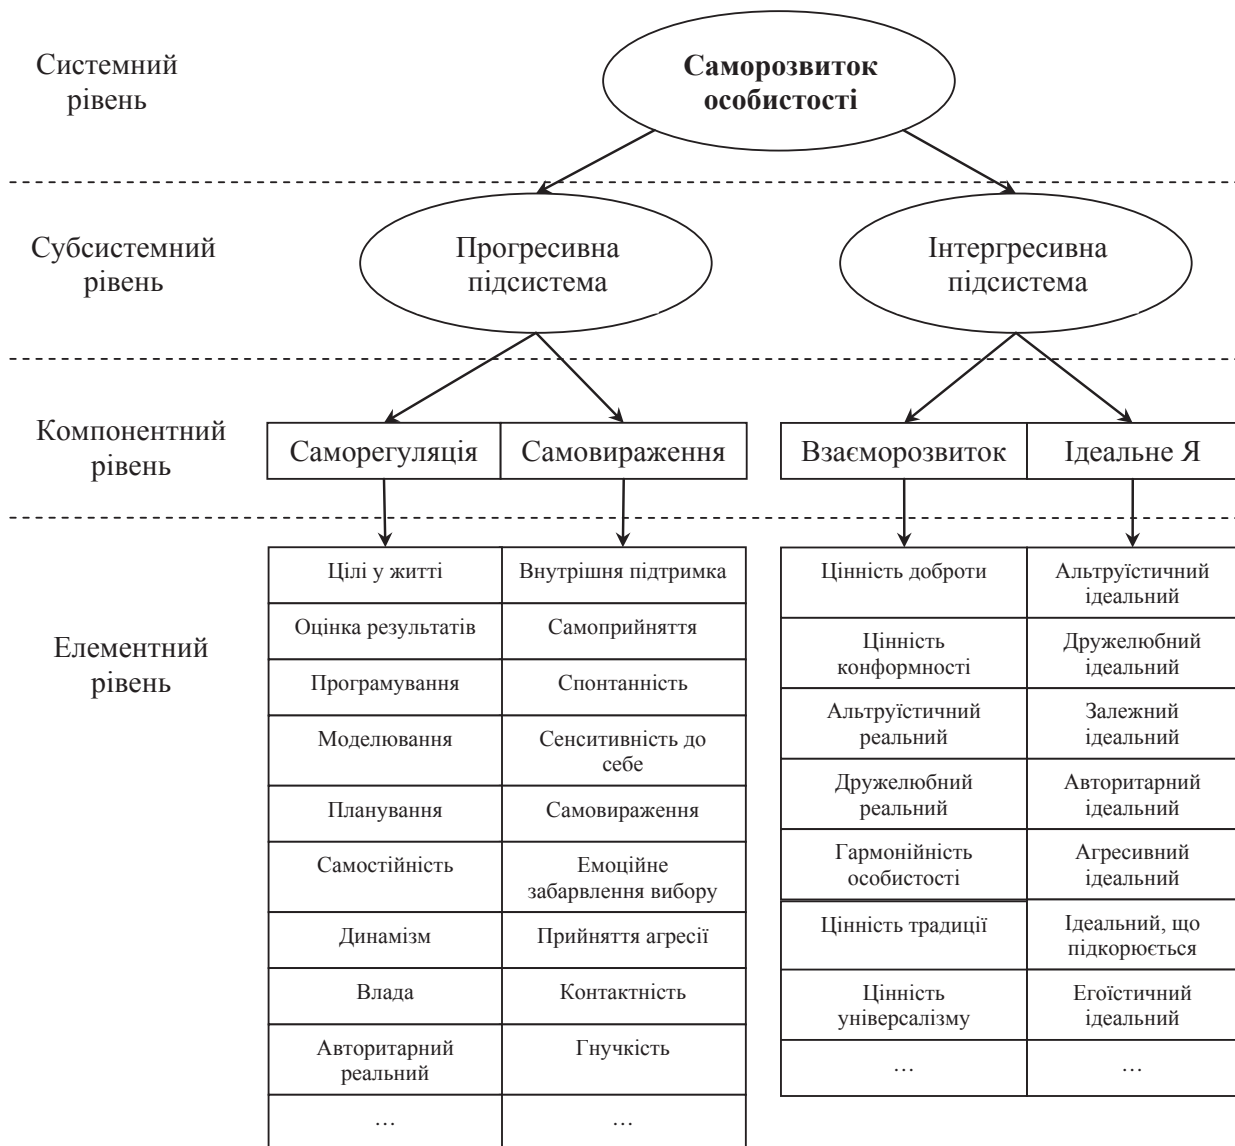 Системний
рівень
Саморозвиток
особистості
Субсистемний
рівень
Прогресивна
підсистема
Інтергресивна
підсистема
Компонентний
рівень
Саморегуляція
Самовираження
Взаєморозвиток
Ідеальне Я
Елементний
рівень
Цілі у житті
Внутрішня підтримка
Оцінка результатів
Самоприйняття
Програмування
Спонтанність
Моделювання
Сенситивність до
себе
Планування
Самовираження
Самостійність
Емоційне
забарвлення вибору
Динамізм
Прийняття агресії
Влада
Контактність
Авторитарний
реальний
Гнучкість
…
…
Цінність доброти
Альтруїстичний
ідеальний
Цінність
конформності
Дружелюбний
ідеальний
Альтруїстичний
реальний
Залежний
ідеальний
Дружелюбний
реальний
Авторитарний
ідеальний
Гармонійність
особистості
Агресивний
ідеальний
Цінність традиції
Ідеальний, що
підкорюється
Цінність
універсалізму
Егоїстичний
ідеальний
…
…